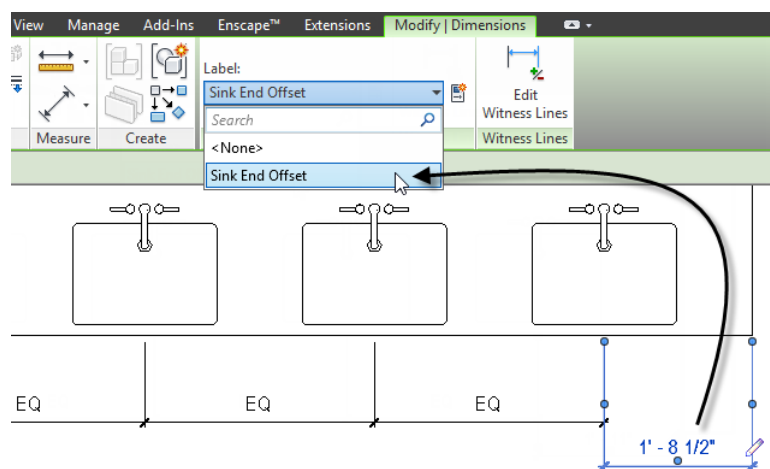 View Manage Add-Ins Enscape™ Extensions Modify | Dimensions
Label:
Sink End Offset
Search
<None>
Sink End Offset
Edit
Witness Lines
Measure Create Witness Lines
EQ EQ EQ
1' - 8 1/2"